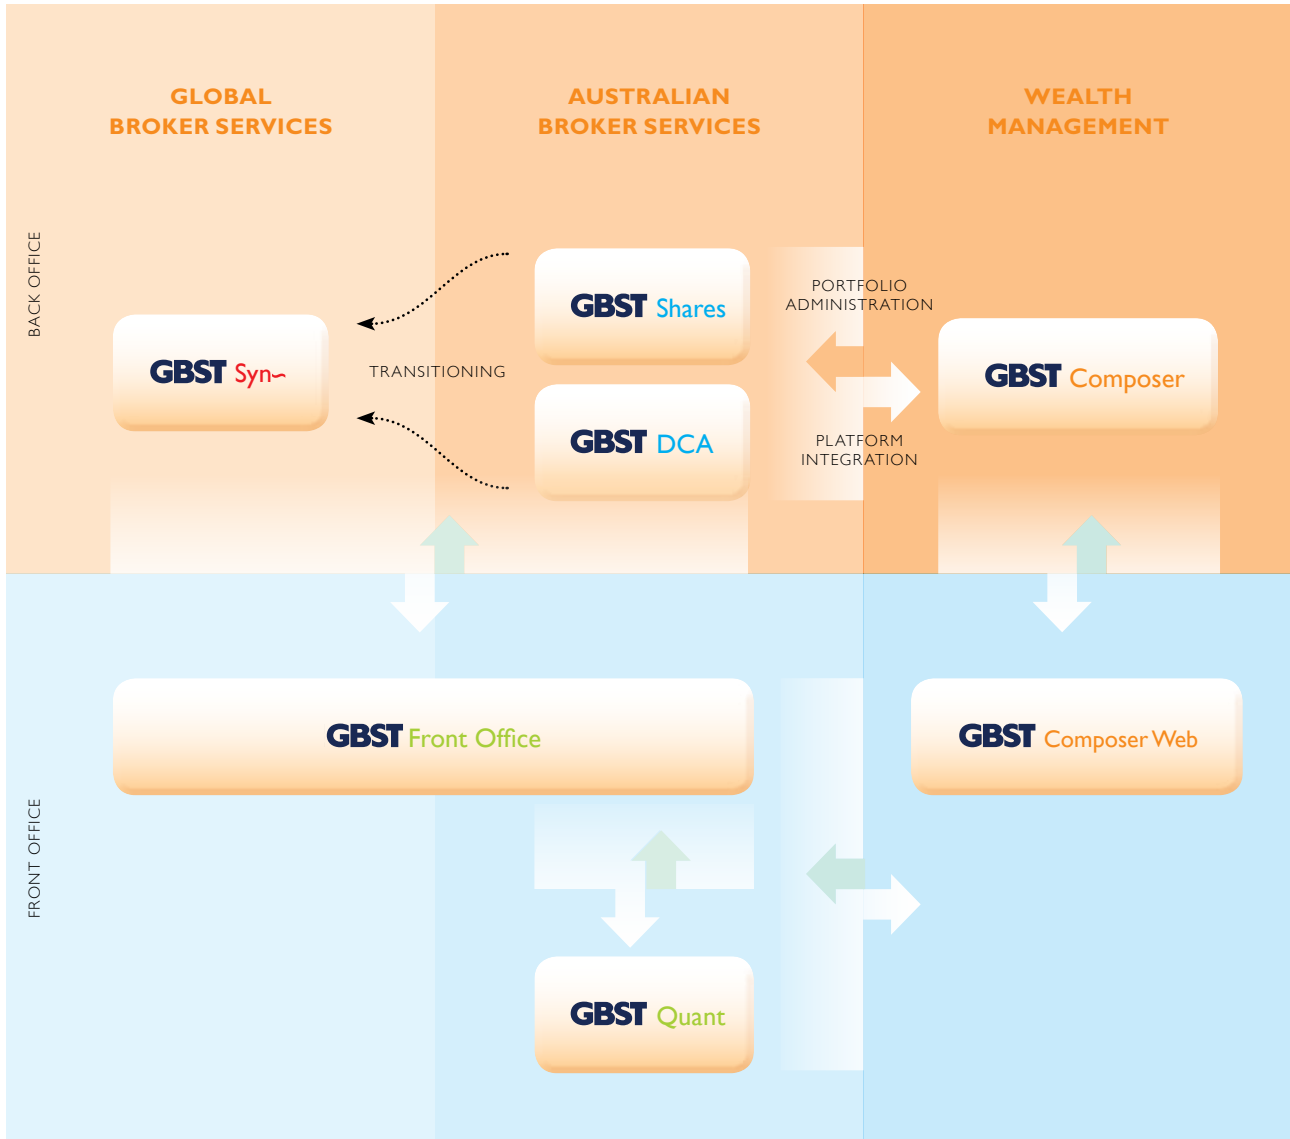 GLOBAL
BROKER SERVICES
AUSTRALIAN
BROKER SERVICES
WEALTH
MANAGEMENT
BACK OFFICE
GBST Shares
PORTFOLIO
ADMINISTRATION
GBST Syn~
TRANSITIONING
GBST Composer
GBST DCA
PLATFORM
INTEGRATION
FRONT OFFICE
GBST Front Office
GBST Composer Web
GBST Quant